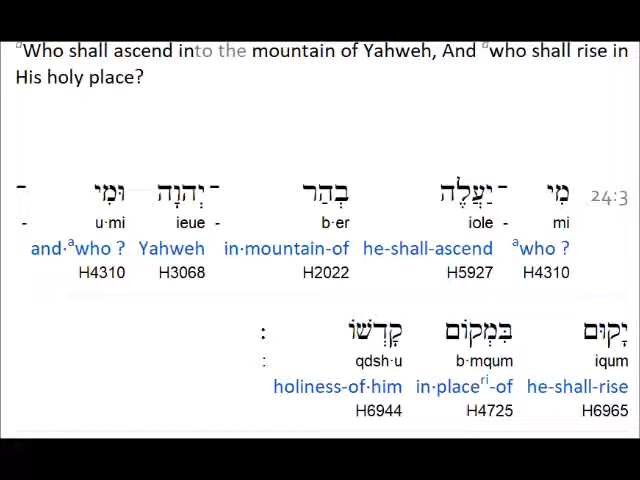 ᵃWho shall ascend into the mountain of Yahweh, And ᵃwho shall rise in
His holy place?
24:3 מִי ־ יַעֲלֶה בְהַר ־ יְהוָה וּמִי ־
- u·mi ieue - b·er iole - mi
and·ᵃwho ? Yahweh in·mountain-of he-shall-ascend ᵃwho ?
H4310 H3068 H2022 H5927 H4310
יָקוּם בִּמְקוֹם קָדְשׁוֹ :
: qdsh·u b·mqum iqum
holiness-of·him in·placeʳⁱ-of he-shall-rise
H6944 H4725 H6965